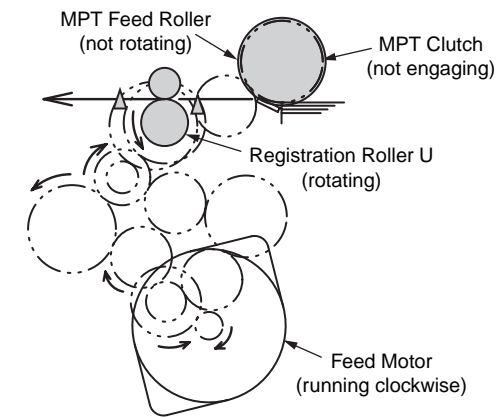 MPT Feed Roller
(not rotating)
MPT Clutch
(not engaging)
Registration Roller U
(rotating)
Feed Motor
(running clockwise)